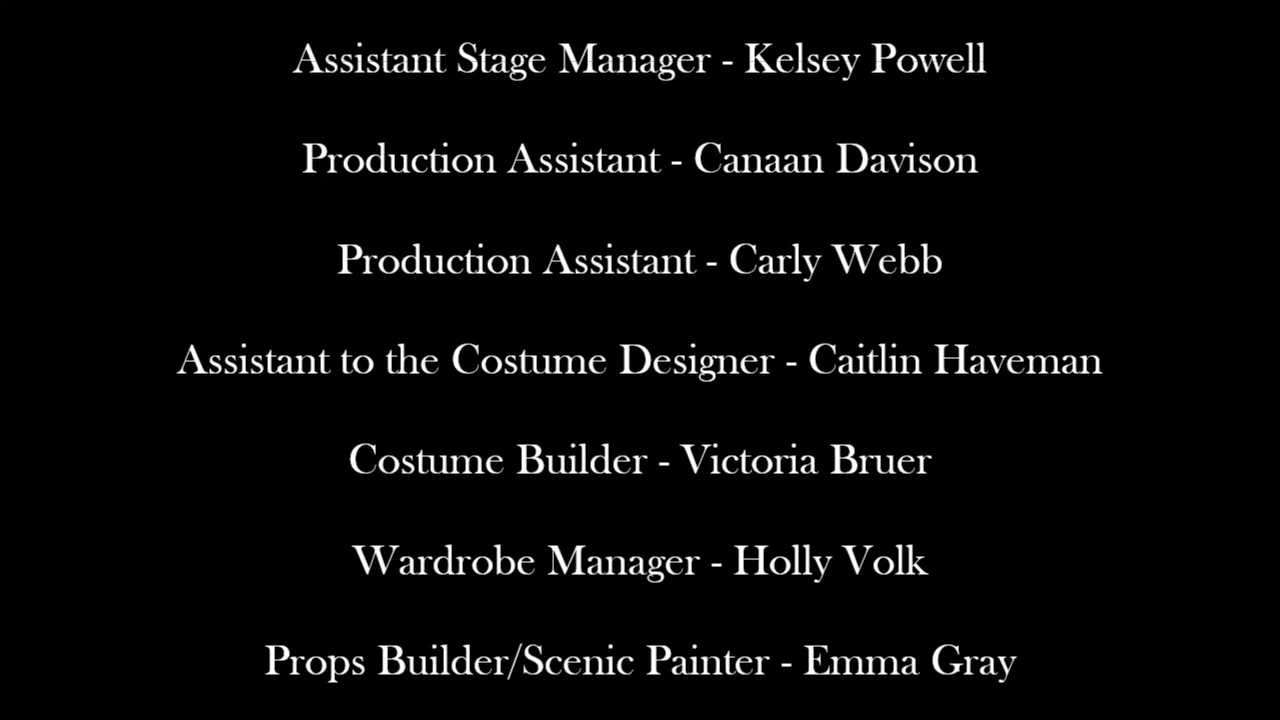 Assistant Stage Manager - Kelsey Powell
Production Assistant - Canaan Davison
Production Assistant - Carly Webb
Assistant to the Costume Designer - Caitlin Haveman
Costume Builder - Victoria Bruer
Wardrobe Manager - Holly Volk
Props Builder/Scenic Painter - Emma Gray